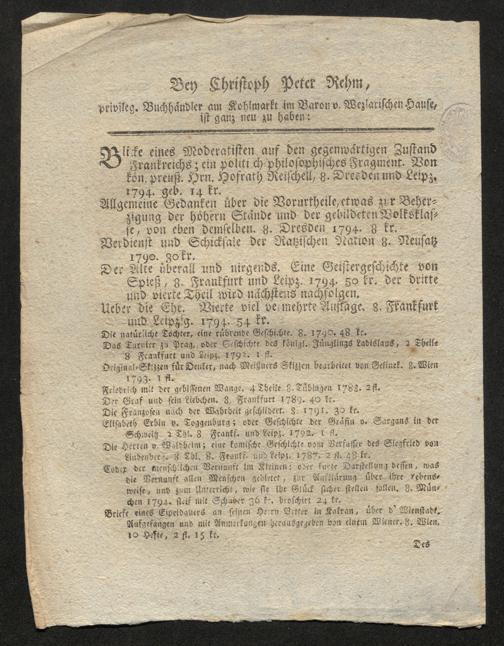 Bey Christoph Peter Rehm,
privileg. Buchhändler am Kohlmarkt im Baron v. Wezlarischen Hause,
ist ganz neu zu haben:
Blicke eines Moderatisten auf den gegenwärtigen Zustand
Frankreichs; ein politi ch-philosophisches Fragment. Von
kön. preuß. Hrn. Hofrath Reischell, 8. Dresden und Leipz.
1794. geb. 14 kr.
Allgemeine Gedanken über die Vorurtheile, etwas zur Beher-
zigung der höhern Stände und der gebildeten Volksklas-
se, von eben demselben. 8. Dresden 1794. 8 kr.
Verdienst und Schicksale der Ratzischen Nation 8. Neusatz
1790. 30 kr.
Der Alte überall und nirgends. Eine Geistergeschichte von
Spieß, 8. Frankfurt und Leipz. 1794. 50 kr. der dritte
und vierte Theil wird nächstens nachfolgen.
Ueber die Ehe. Vierte viel vermehrte Auflage. 8. Frankfurt
und Leipzig. 1794. 54 kr.
Die natürliche Tochter, eine rührende Geschichte. 8. 1790. 48 kr.
Das Turnier zu Prag, oder Geschichte des königl. Jünglings Ladislaus, 2 Theile
8 Frankfurt und Leipz. 1792. 1 fl.
Original-Skizzen für Denker, nach Meißners Skizzen bearbeitet von Gelinek. 8. Wien
1793. 1 fl.
Friedrich mit der gebissenen Wange. 4 Theile. 8. Tübingen 1788. 2 fl.
Der Graf und sein Liebchen. 8. Frankfurt 1789. 40 kr.
Die Franzosen nach der Wahrheit geschildert. 8. 1791. 30 kr.
Elisabeth Erbin v. Toggenburg; oder Geschichte der Gräfin v. Sargans in der
Schweitz. 2 Thl. 8 Frankf. und Leipz. 1792. 1 fl.
Die Herren v. Waldheim; eine komische Geschichte vom Verfasser des Siegfried von
Lindenberg. 2 Thl. 8. Frankf. und Leipz. 1787. 2 fl. 48 kr.
Codex der menschlichen Vernunft im Kleinen: oder kurze Darstellung dessen, was
die Vernunft allen Menschen gebietet, zur Aufklärung über ihre Lebens-
weise, und zum Unterricht, wie sie ihr Glück sicher stellen sollen. 8. Mün-
chen 1794. steif mit Schuber 36 kr. broschirt 24 kr.
Briefe eines Eipeldauers an seinen Herrn Vetter in Kakran, über d' Wienstadt.
Aufgefangen und mit Anmerkungen herausgegeben von einem Wiener. 8. Wien.
10 Hefte, 2 fl. 15 kr.
Des